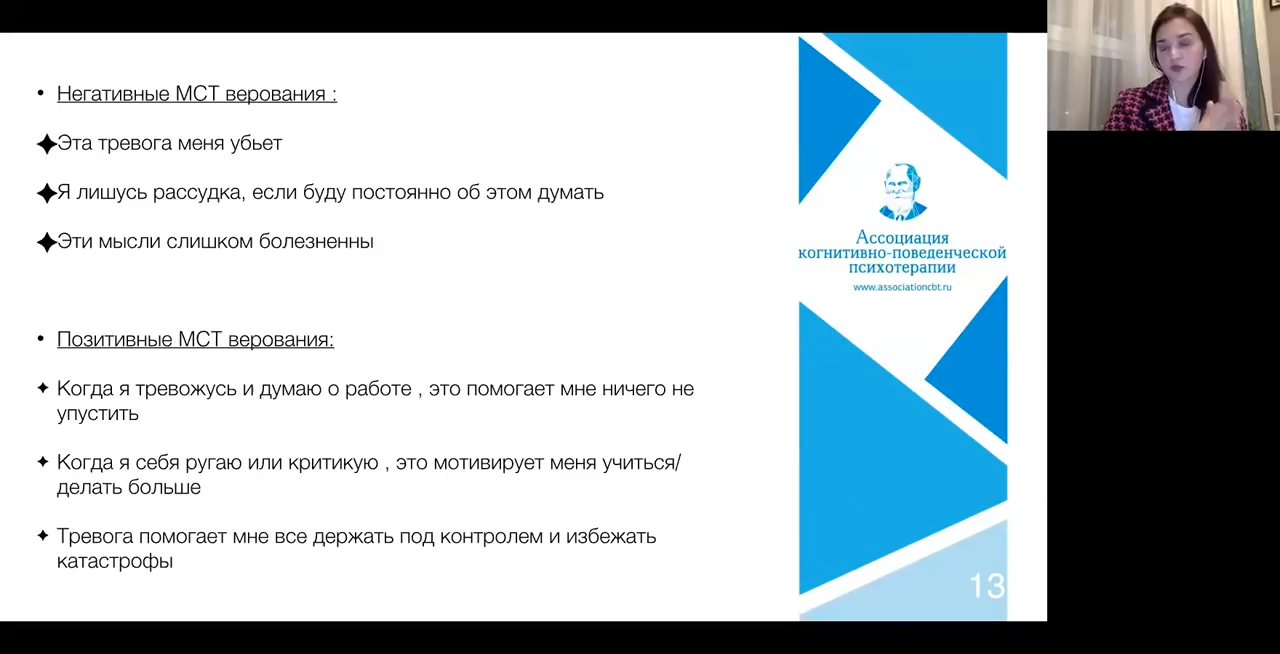 • Негативные МСТ верования :
✦Эта тревога меня убьет
✦Я лишусь рассудка, если буду постоянно об этом думать
✦Эти мысли слишком болезненны
• Позитивные МСТ верования:
✦ Когда я тревожусь и думаю о работе , это помогает мне ничего не
упустить
✦ Когда я себя ругаю или критикую , это мотивирует меня учиться/
делать больше
✦ Тревога помогает мне все держать под контролем и избежать
катастрофы
Ассоциация
когнитивно-поведенческой
психотерапии
www.associationcbt.ru
13